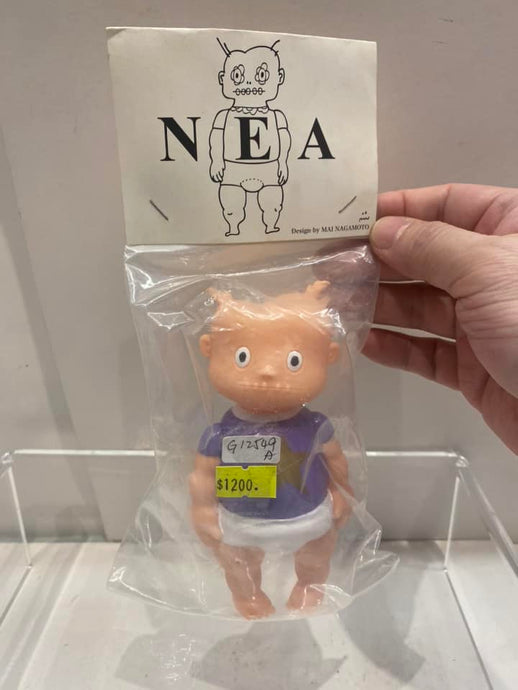 NEA
Design by MAI NAGAMOTO
G12549
A
$1200.